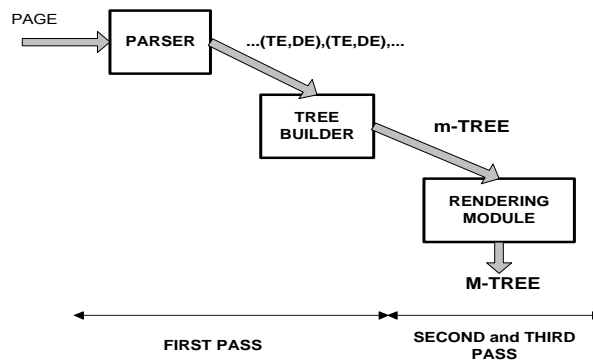 PAGE
PARSER
...(TE,DE),(TE,DE),...
TREE
BUILDER
m-TREE
RENDERING
MODULE
M-TREE
FIRST PASS
SECOND and THIRD
PASS